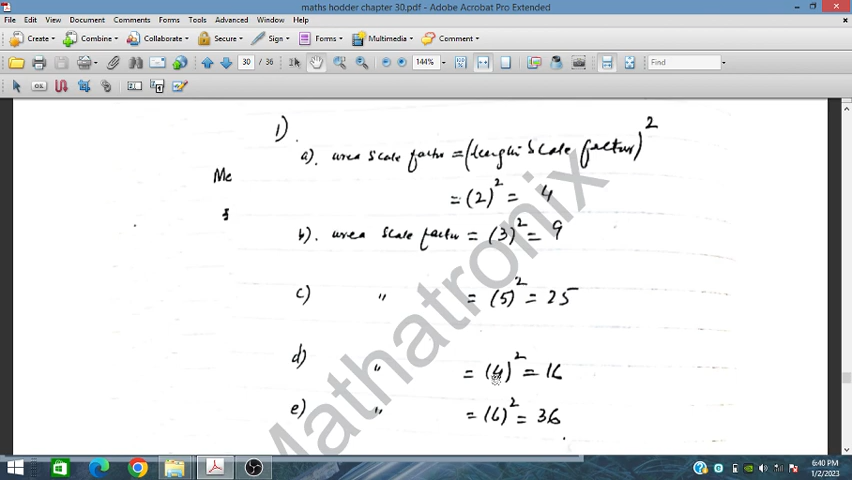 maths hodder chapter 30.pdf - Adobe Acrobat Pro Extended
File Edit View Document Comments Forms Tools Advanced Window Help
Create Combine Collaborate Secure Sign Forms Multimedia Comment
30 / 36 144% Find
1)
a). area scale factor = (length scale factor)²
Me
= (2)² = 4
b). area scale factor = (3)² = 9
c) " = (5)² = 25
d) " = (4)² = 16
e) " = (6)² = 36
Mathatronix
6:40 PM
1/2/2023